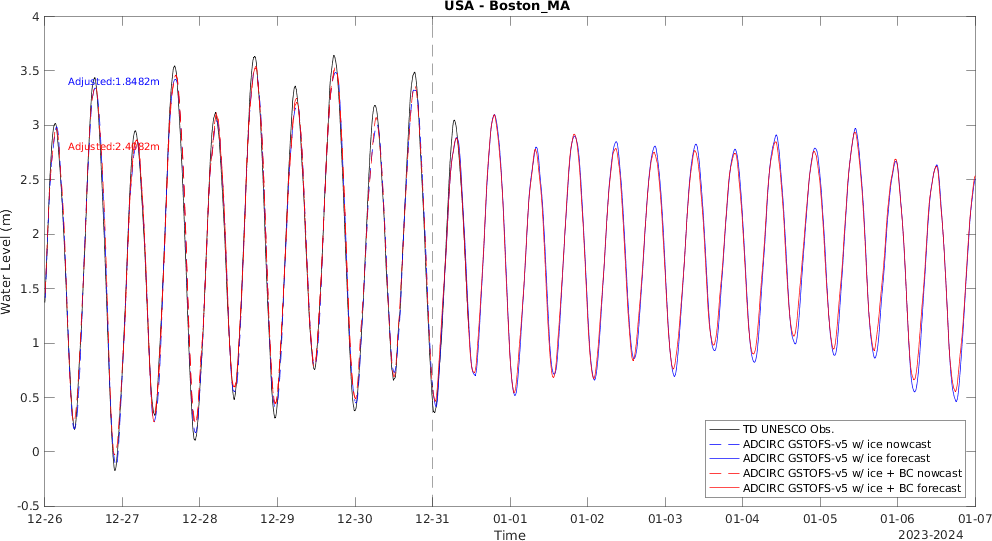 USA - Boston_MA
4
3.5
3
2.5
2
1.5
1
0.5
0
-0.5
Water Level (m)
Adjusted:1.8482m
Adjusted:2.4782m
TD UNESCO Obs.
ADCIRC GSTOFS-v5 w/ ice nowcast
ADCIRC GSTOFS-v5 w/ ice forecast
ADCIRC GSTOFS-v5 w/ ice + BC nowcast
ADCIRC GSTOFS-v5 w/ ice + BC forecast
12-26 12-27 12-28 12-29 12-30 12-31 01-01 01-02 01-03 01-04 01-05 01-06 01-07
Time
2023-2024